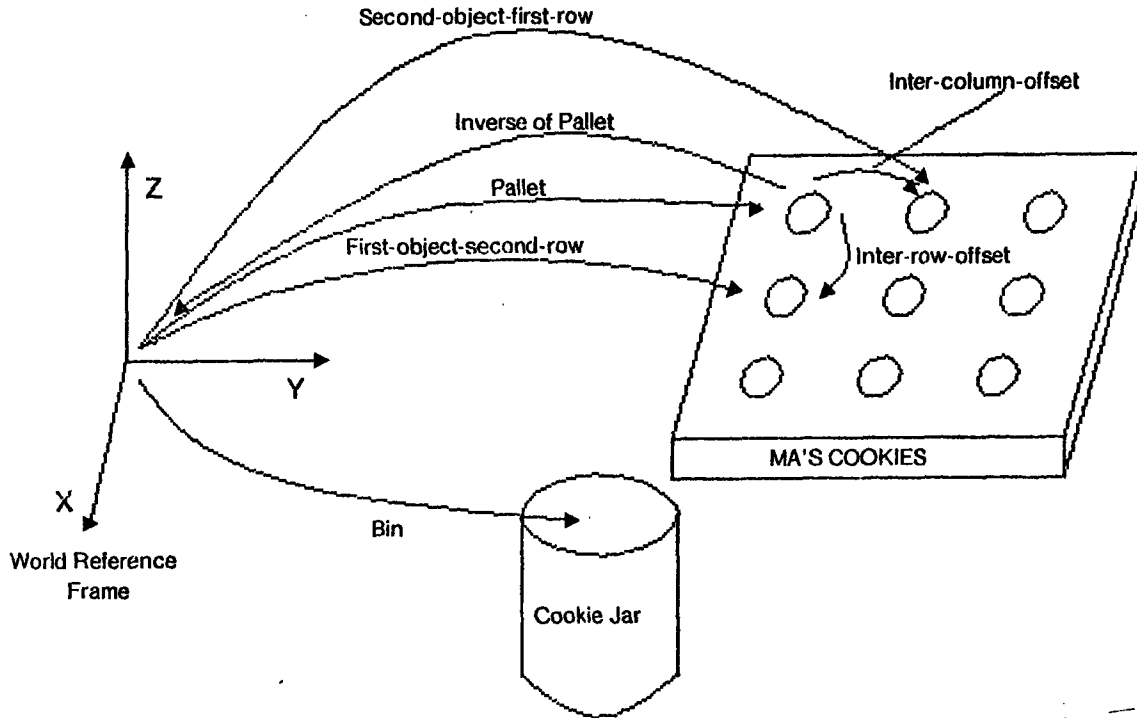 Second-object-first-row
Inter-column-offset
Inverse of Pallet
Z
Pallet
First-object-second-row
Inter-row-offset
Y
MA'S COOKIES
X
Bin
World Reference
Frame
Cookie Jar